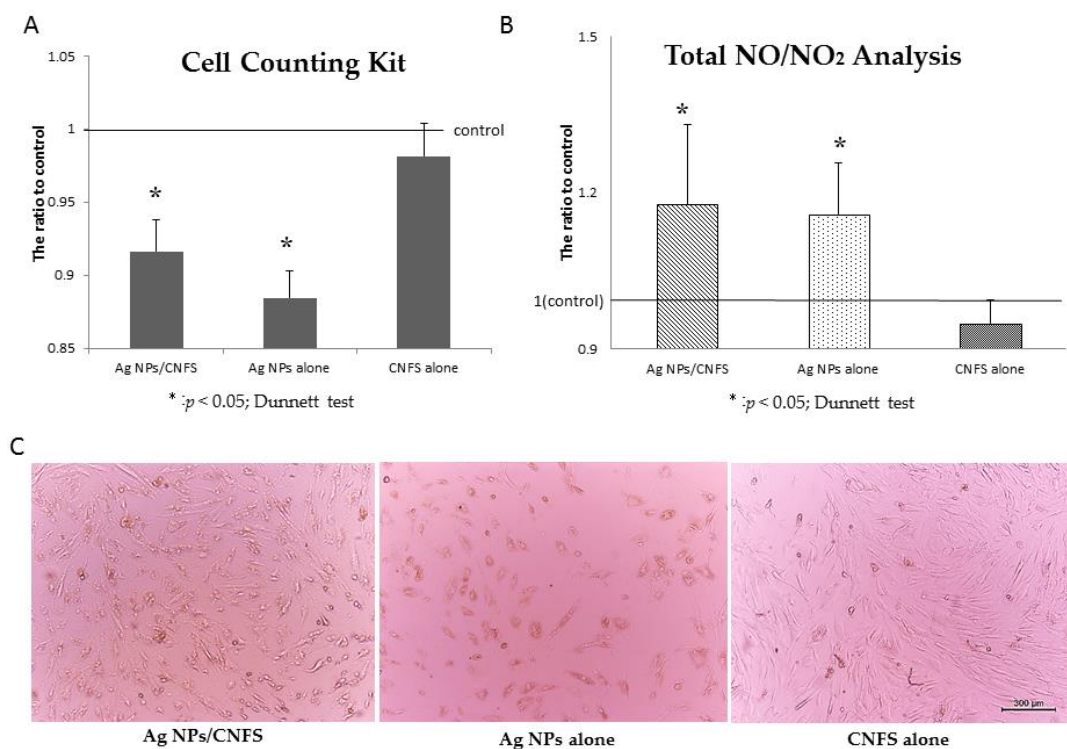 A
Cell Counting Kit
The ratio to control
1.05
1
0.95
0.9
0.85
control
*
*
Ag NPs/CNFS
Ag NPs alone
CNFS alone
* :p < 0.05; Dunnett test
B
Total NO/NO₂ Analysis
The ratio to control
1.5
1.2
1(control)
0.9
*
*
Ag NPs/CNFS
Ag NPs alone
CNFS alone
* :p < 0.05; Dunnett test
C
300 µm
Ag NPs/CNFS
Ag NPs alone
CNFS alone